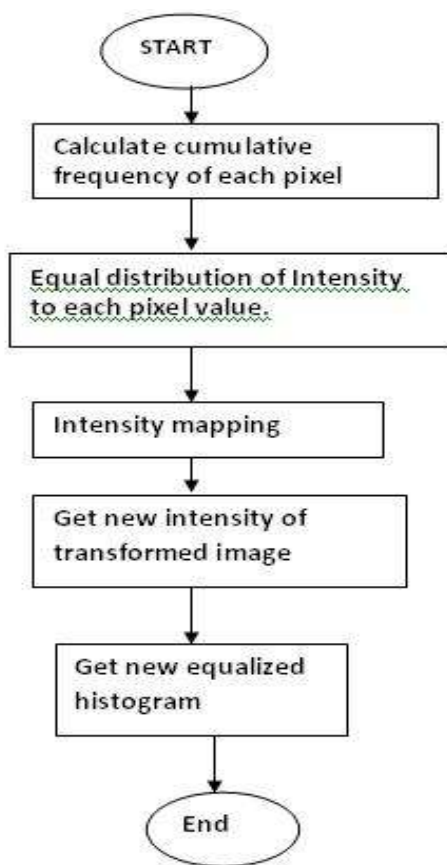 START
Calculate cumulative
frequency of each pixel
Equal distribution of Intensity
to each pixel value.
Intensity mapping
Get new intensity of
transformed image
Get new equalized
histogram
End